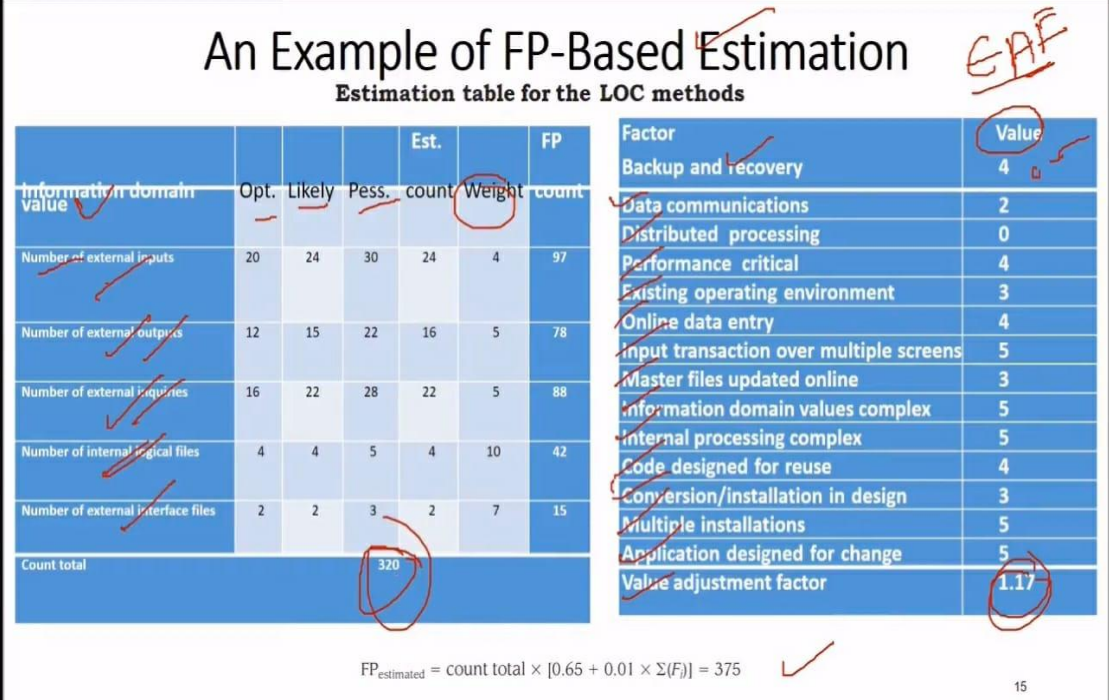 An Example of FP-Based Estimation
EAF
Estimation table for the LOC methods
Information domain value Opt. Likely Pess. Est. count Weight FP count
Number of external inputs 20 24 30 24 4 97
Number of external outputs 12 15 22 16 5 78
Number of external inquiries 16 22 28 22 5 88
Number of internal logical files 4 4 5 4 10 42
Number of external interface files 2 2 3 2 7 15
Count total 320
Factor Value
Backup and recovery 4
Data communications 2
Distributed processing 0
Performance critical 4
Existing operating environment 3
Online data entry 4
Input transaction over multiple screens 5
Master files updated online 3
Information domain values complex 5
Internal processing complex 5
Code designed for reuse 4
Conversion/installation in design 3
Multiple installations 5
Application designed for change 5
Value adjustment factor 1.17
FPestimated = count total × [0.65 + 0.01 × Σ(Fi)] = 375
15